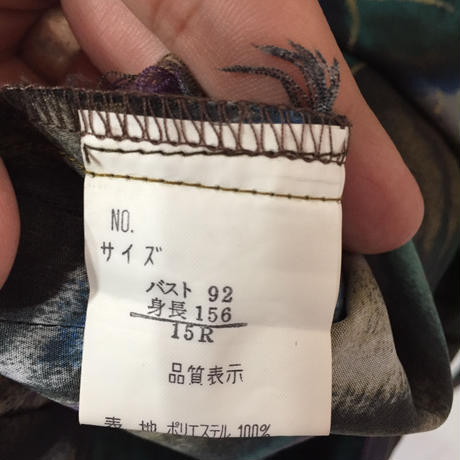 NO.
サイズ
バスト 92
身長 156
15R
品質表示
表 地 ポリエステル 100%